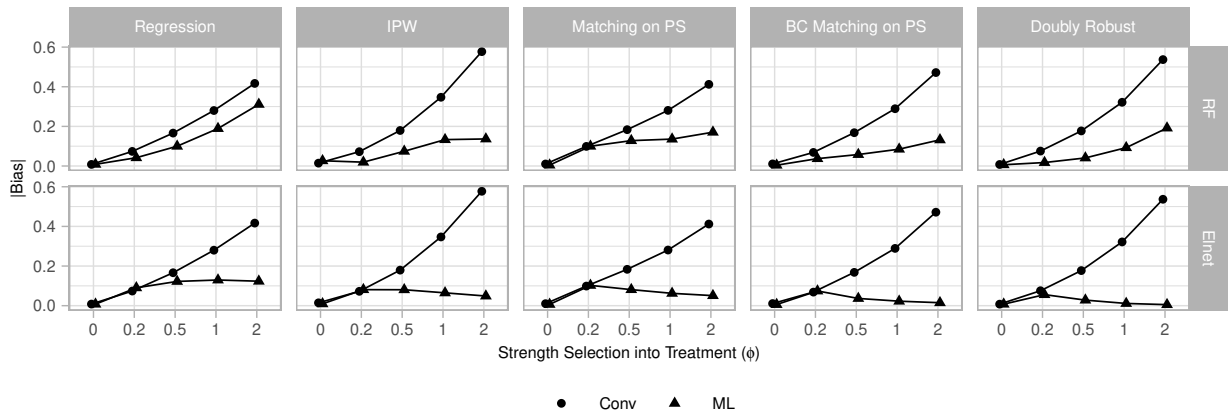 Regression IPW Matching on PS BC Matching on PS Doubly Robust
0.6
0.4
0.2
0.0
RF
|Bias|
0.6
0.4
0.2
0.0
Elnet
0 0.2 0.5 1 2 0 0.2 0.5 1 2 0 0.2 0.5 1 2 0 0.2 0.5 1 2 0 0.2 0.5 1 2
Strength Selection into Treatment (ϕ)
Conv ML